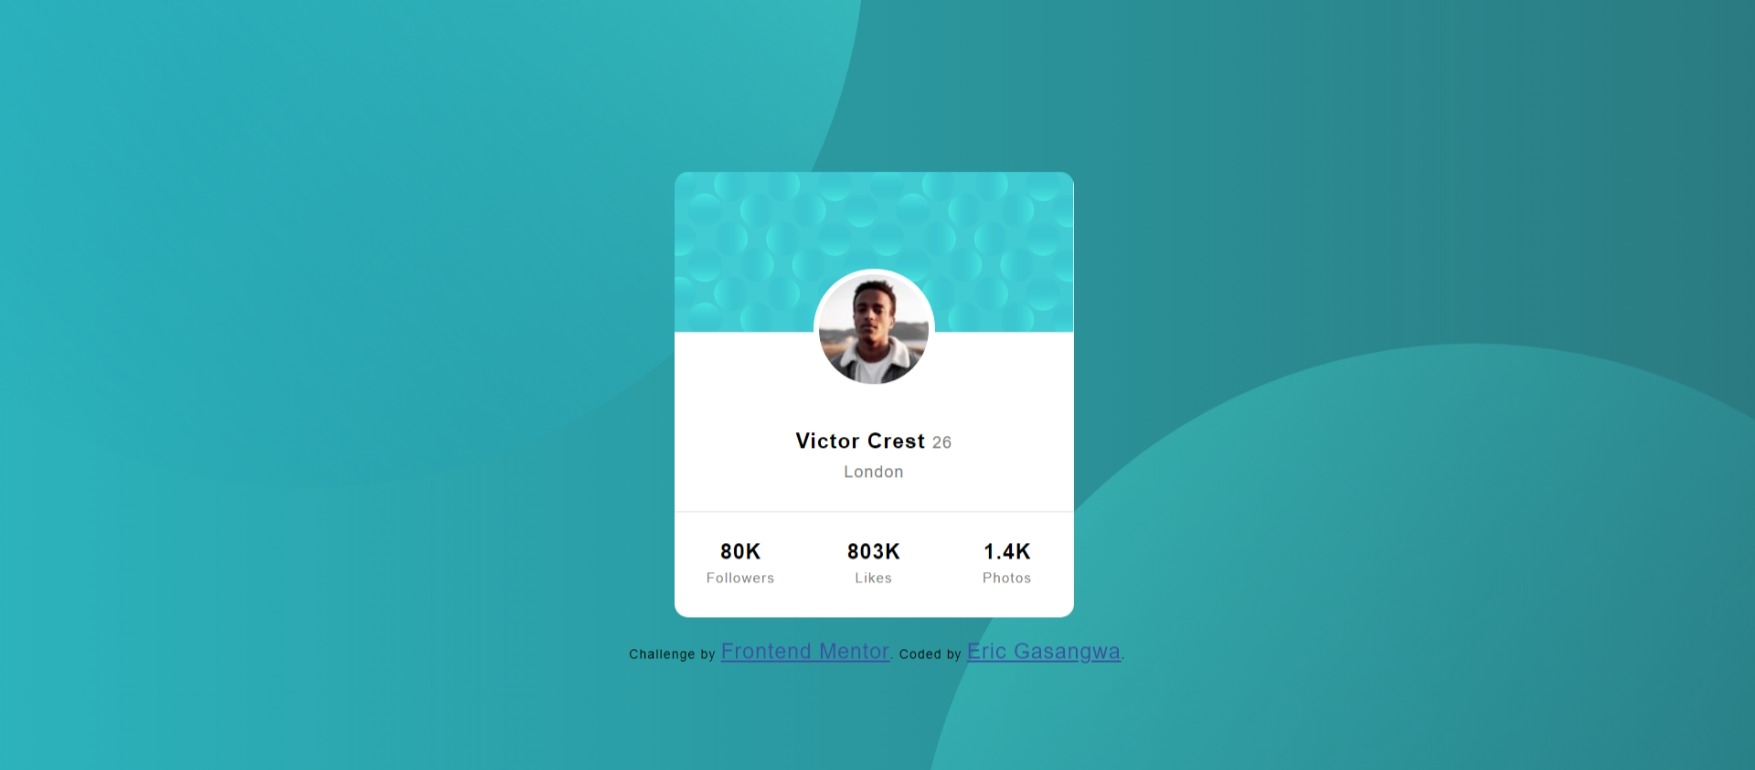 Victor Crest 26
London
80K 803K 1.4K
Followers Likes Photos
Challenge by Frontend Mentor. Coded by Eric Gasangwa.